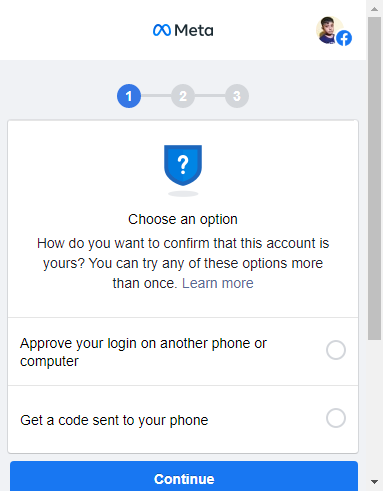 Meta
1 2 3
?
Choose an option
How do you want to confirm that this account is
yours? You can try any of these options more
than once. Learn more
Approve your login on another phone or
computer
Get a code sent to your phone
Continue